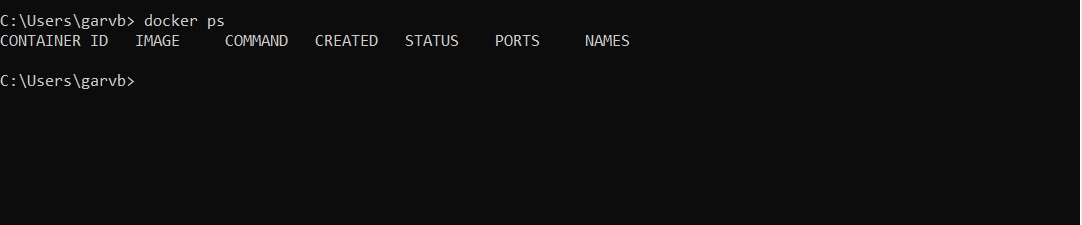 C:\Users\garvb> docker ps
CONTAINER ID   IMAGE     COMMAND   CREATED   STATUS    PORTS     NAMES
C:\Users\garvb>